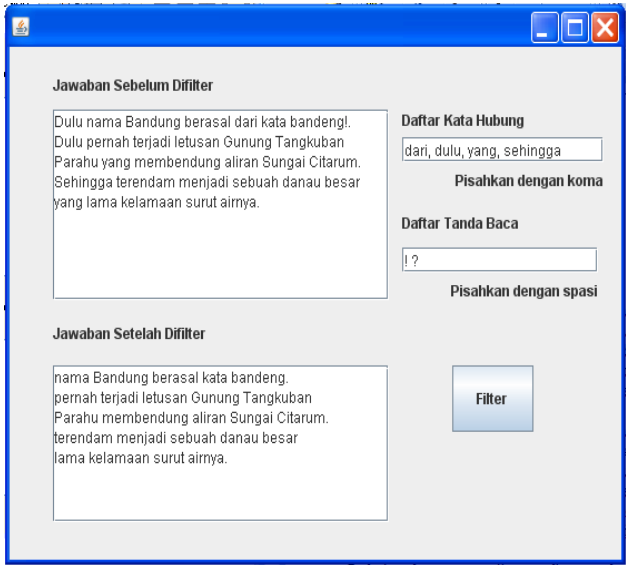 Jawaban Sebelum Difilter
Dulu nama Bandung berasal dari kata bandeng!.
Dulu pernah terjadi letusan Gunung Tangkuban
Parahu yang membendung aliran Sungai Citarum.
Sehingga terendam menjadi sebuah danau besar
yang lama kelamaan surut airnya.
Daftar Kata Hubung
dari, dulu, yang, sehingga
Pisahkan dengan koma
Daftar Tanda Baca
! ?
Pisahkan dengan spasi
Jawaban Setelah Difilter
nama Bandung berasal kata bandeng.
pernah terjadi letusan Gunung Tangkuban
Parahu membendung aliran Sungai Citarum.
terendam menjadi sebuah danau besar
lama kelamaan surut airnya.
Filter